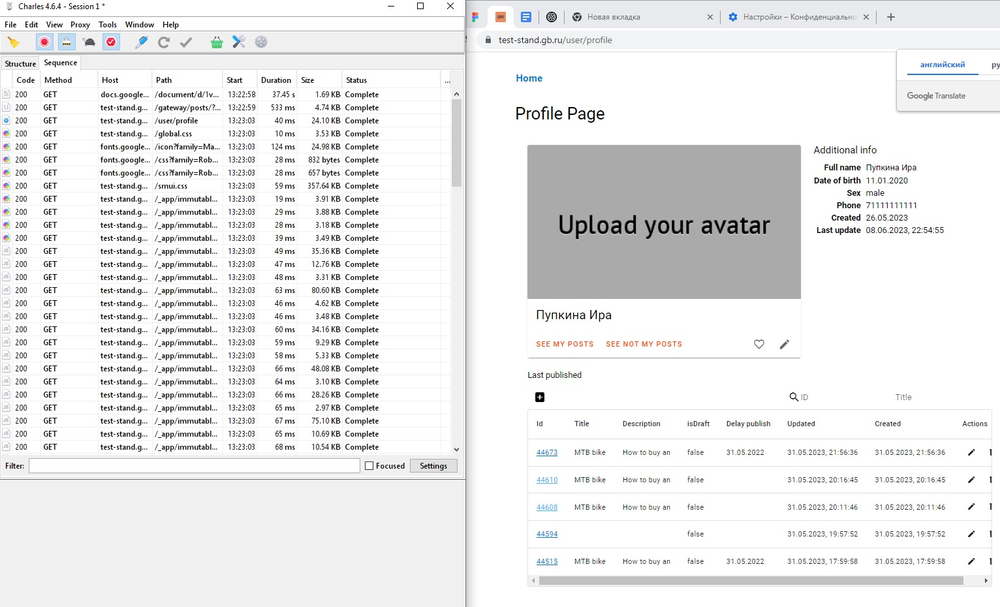 Charles 4.6.4 - Session 1 *
File Edit View Proxy Tools Window Help
Structure Sequence
Code Method Host Path Start Duration Size Status ...
200 GET docs.google... /document/d/1v... 13:22:58 37.45 s 1.69 KB Complete
200 GET test-stand.g... /gateway/posts/?... 13:22:59 533 ms 4.74 KB Complete
200 GET test-stand.g... /user/profile 13:23:03 40 ms 24.10 KB Complete
200 GET test-stand.g... /global.css 13:23:03 10 ms 3.53 KB Complete
200 GET fonts.google... /icon?family=Ma... 13:23:03 124 ms 24.98 KB Complete
200 GET fonts.google... /css?family=Rob... 13:23:03 28 ms 832 bytes Complete
200 GET fonts.google... /css?family=Rob... 13:23:03 28 ms 657 bytes Complete
200 GET test-stand.g... /smui.css 13:23:03 59 ms 357.64 KB Complete
200 GET test-stand.g... /_app/immutabl... 13:23:03 19 ms 3.91 KB Complete
200 GET test-stand.g... /_app/immutabl... 13:23:03 29 ms 3.88 KB Complete
200 GET test-stand.g... /_app/immutabl... 13:23:03 28 ms 3.18 KB Complete
200 GET test-stand.g... /_app/immutabl... 13:23:03 39 ms 3.49 KB Complete
200 GET test-stand.g... /_app/immutabl... 13:23:03 49 ms 35.36 KB Complete
200 GET test-stand.g... /_app/immutabl... 13:23:03 47 ms 12.76 KB Complete
200 GET test-stand.g... /_app/immutabl... 13:23:03 48 ms 3.31 KB Complete
200 GET test-stand.g... /_app/immutabl... 13:23:03 63 ms 80.60 KB Complete
200 GET test-stand.g... /_app/immutabl... 13:23:03 46 ms 4.62 KB Complete
200 GET test-stand.g... /_app/immutabl... 13:23:03 46 ms 3.48 KB Complete
200 GET test-stand.g... /_app/immutabl... 13:23:03 60 ms 34.16 KB Complete
200 GET test-stand.g... /_app/immutabl... 13:23:03 59 ms 9.29 KB Complete
200 GET test-stand.g... /_app/immutabl... 13:23:03 58 ms 5.33 KB Complete
200 GET test-stand.g... /_app/immutabl... 13:23:03 66 ms 48.08 KB Complete
200 GET test-stand.g... /_app/immutabl... 13:23:03 64 ms 3.10 KB Complete
200 GET test-stand.g... /_app/immutabl... 13:23:03 66 ms 28.26 KB Complete
200 GET test-stand.g... /_app/immutabl... 13:23:03 65 ms 2.97 KB Complete
200 GET test-stand.g... /_app/immutabl... 13:23:03 67 ms 75.10 KB Complete
200 GET test-stand.g... /_app/immutabl... 13:23:03 65 ms 10.69 KB Complete
200 GET test-stand.g... /_app/immutabl... 13:23:03 68 ms 10.54 KB Complete
Filter: Focused Settings
Новая вкладка Настройки – Конфиденциально
test-stand.gb.ru/user/profile
английский ру
Google Translate
Home
Profile Page
Upload your avatar
Пупкина Ира
SEE MY POSTS SEE NOT MY POSTS
Additional info
Full name Пупкина Ира
Date of birth 11.01.2020
Sex male
Phone 71111111111
Created 26.05.2023
Last update 08.06.2023, 22:54:55
Last published
ID Title
Id Title Description isDraft Delay publish Updated Created Actions
44673 MTB bike How to buy an false 31.05.2022 31.05.2023, 21:56:36 31.05.2023, 21:56:36
44610 MTB bike How to buy an false 31.05.2023, 20:16:45 31.05.2023, 20:16:45
44608 MTB bike How to buy an false 31.05.2023, 20:11:46 31.05.2023, 20:11:46
44594 false 31.05.2023, 19:57:52 31.05.2023, 19:57:52
44515 MTB bike How to buy an false 31.05.2022 31.05.2023, 17:59:58 31.05.2023, 17:59:58